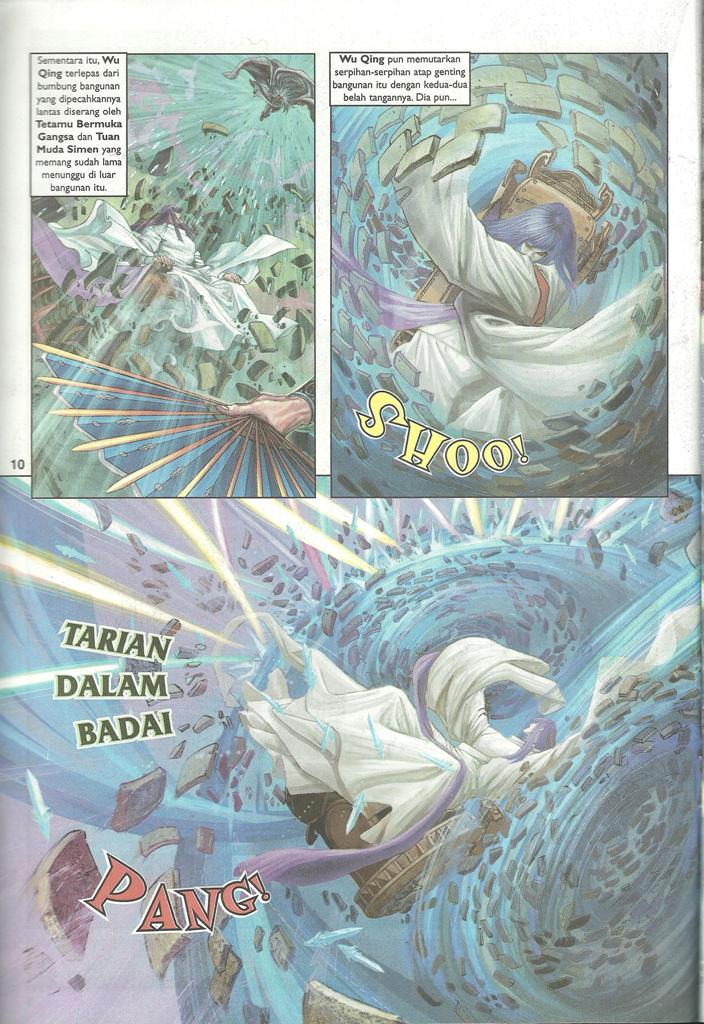 Sementara itu, Wu
Qing terlepas dari
bumbung bangunan
yang dipecahkannya
lantas diserang oleh
Tetamu Bermuka
Gangsa dan Tuan
Muda Simen yang
memang sudah lama
menunggu di luar
bangunan itu.
Wu Qing pun memutarkan
serpihan-serpihan atap genting
bangunan itu dengan kedua-dua
belah tangannya. Dia pun...
SHOO!
10
TARIAN
DALAM
BADAI
PANG!